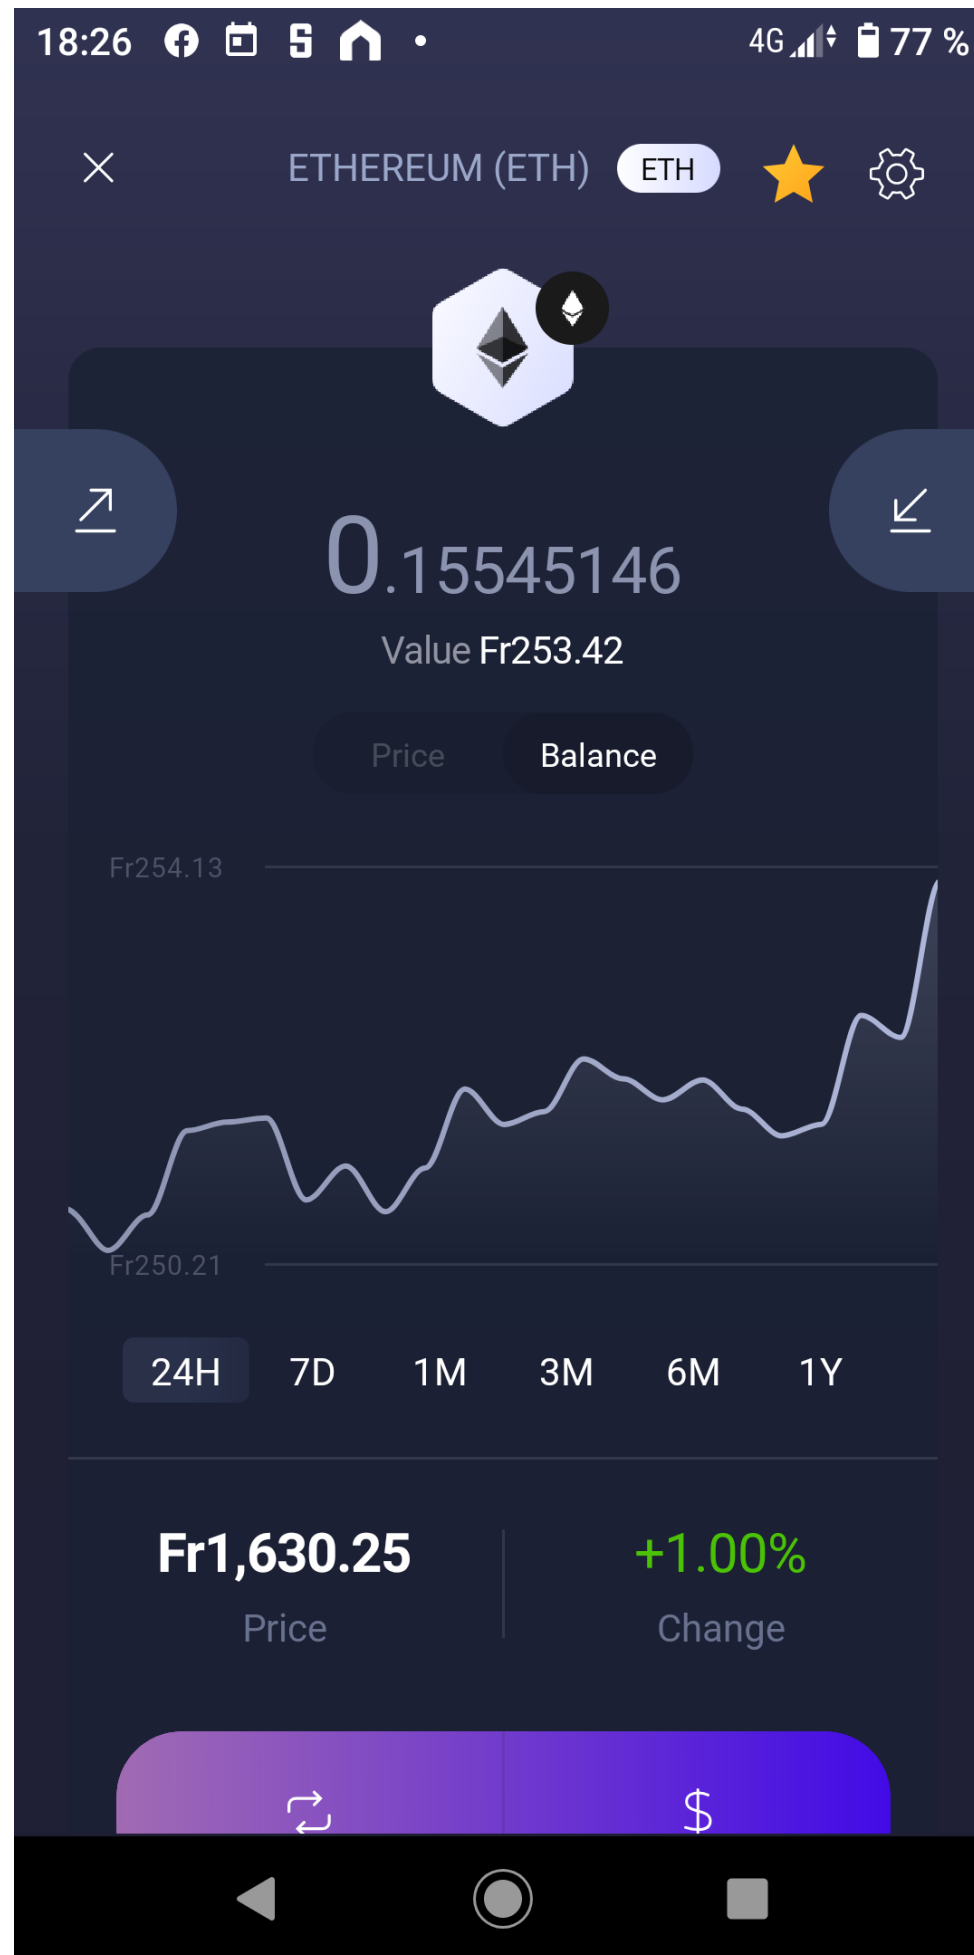 18:26 4G 77 %
ETHEREUM (ETH) ETH
0.15545146
Value Fr253.42
Price Balance
Fr254.13
Fr250.21
24H 7D 1M 3M 6M 1Y
Fr1,630.25 +1.00%
Price Change
$